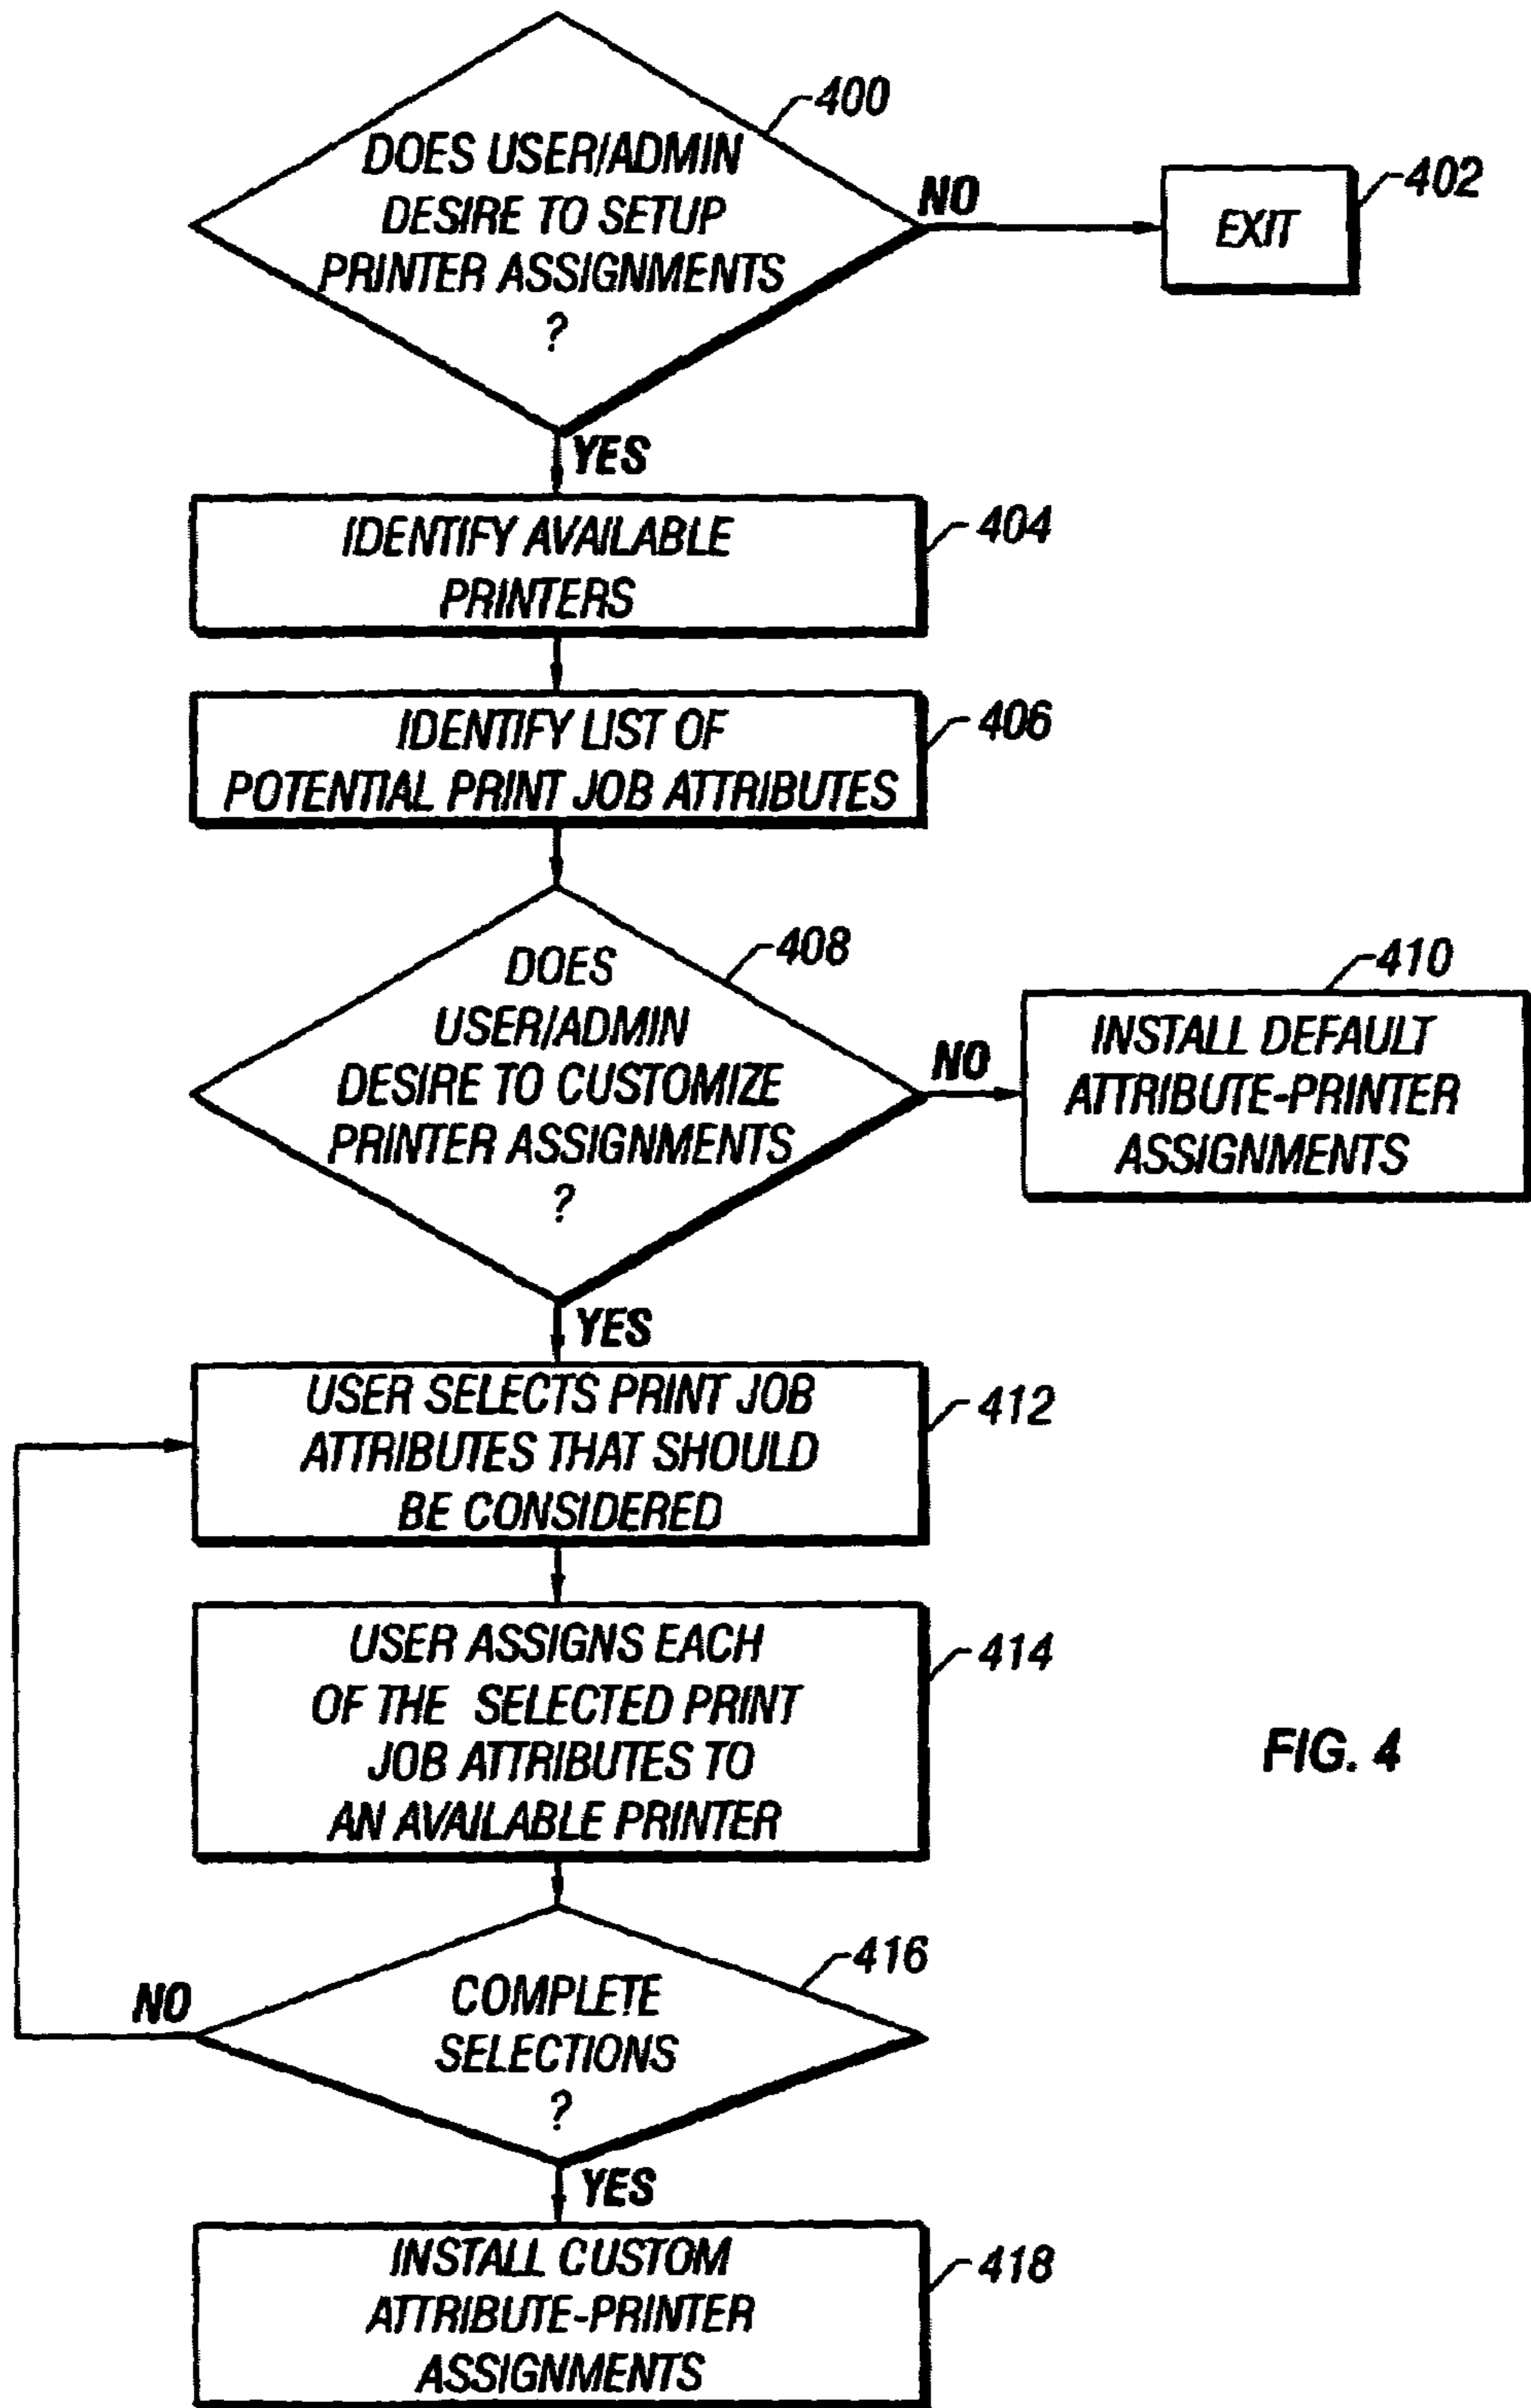 400
DOES USER/ADMIN
DESIRE TO SETUP
PRINTER ASSIGNMENTS
?
NO
EXIT
402
YES
IDENTIFY AVAILABLE
PRINTERS
404
IDENTIFY LIST OF
POTENTIAL PRINT JOB ATTRIBUTES
406
DOES
USER/ADMIN
DESIRE TO CUSTOMIZE
PRINTER ASSIGNMENTS
?
408
NO
410
INSTALL DEFAULT
ATTRIBUTE-PRINTER
ASSIGNMENTS
YES
USER SELECTS PRINT JOB
ATTRIBUTES THAT SHOULD
BE CONSIDERED
412
USER ASSIGNS EACH
OF THE SELECTED PRINT
JOB ATTRIBUTES TO
AN AVAILABLE PRINTER
414
FIG. 4
COMPLETE
SELECTIONS
?
416
NO
YES
INSTALL CUSTOM
ATTRIBUTE-PRINTER
ASSIGNMENTS
418